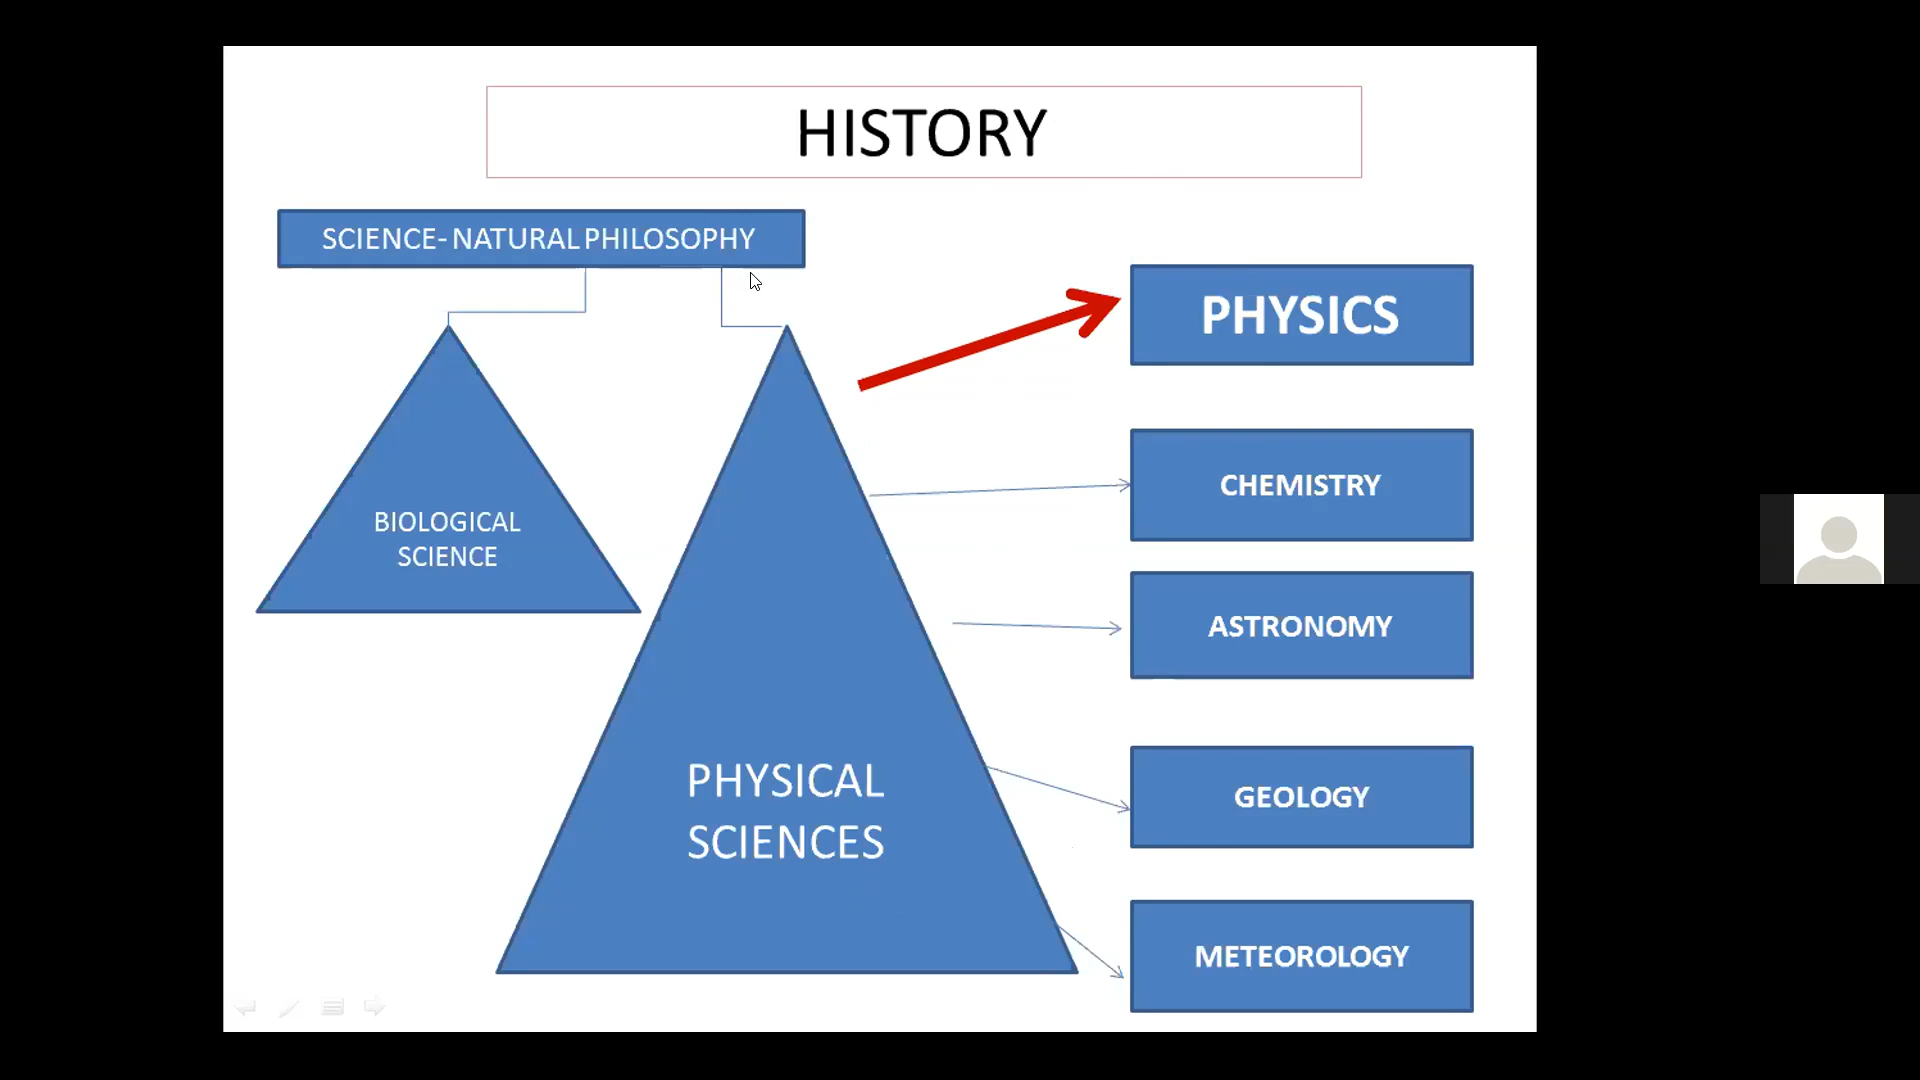 HISTORY
SCIENCE- NATURAL PHILOSOPHY
PHYSICS
CHEMISTRY
BIOLOGICAL
SCIENCE
ASTRONOMY
PHYSICAL
SCIENCES
GEOLOGY
METEOROLOGY